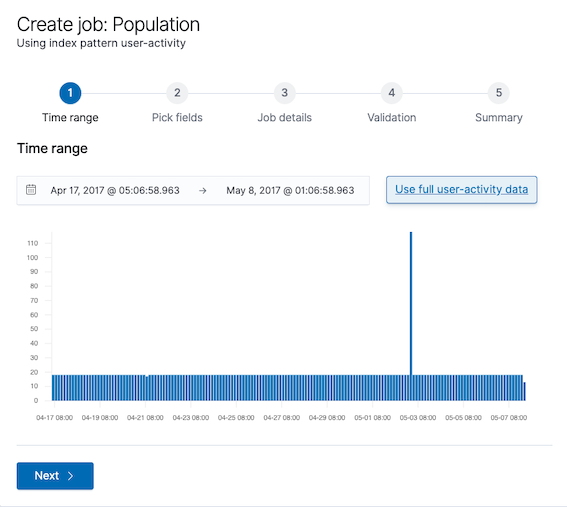 Create job: Population
Using index pattern user-activity
1 2 3 4 5
Time range Pick fields Job details Validation Summary
Time range
Apr 17, 2017 @ 05:06:58.963 → May 8, 2017 @ 01:06:58.963 Use full user-activity data
110
100
90
80
70
60
50
40
30
20
10
0
04-17 08:00 04-19 08:00 04-21 08:00 04-23 08:00 04-25 08:00 04-27 08:00 04-29 08:00 05-01 08:00 05-03 08:00 05-05 08:00 05-07 08:00
Next >